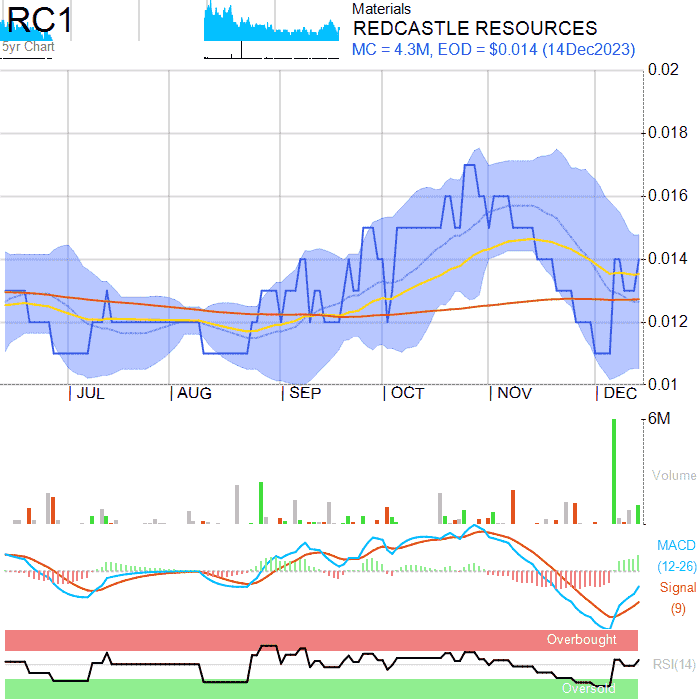 RC1
5yr Chart
Materials
REDCASTLE RESOURCES
MC = 4.3M, EOD = $0.014 (14Dec2023)
0.02
0.018
0.016
0.014
0.012
0.01
JUL AUG SEP OCT NOV DEC
6M
Volume
MACD
(12-26)
Signal
(9)
Overbought
RSI(14)
Oversold